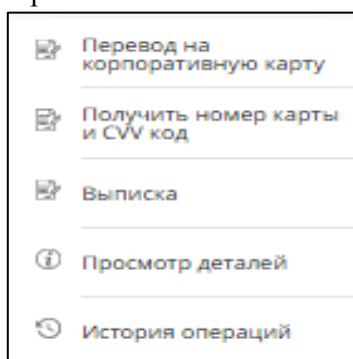 Перевод на
корпоративную карту
Получить номер карты
и CVV код
Выписка
Просмотр деталей
История операций